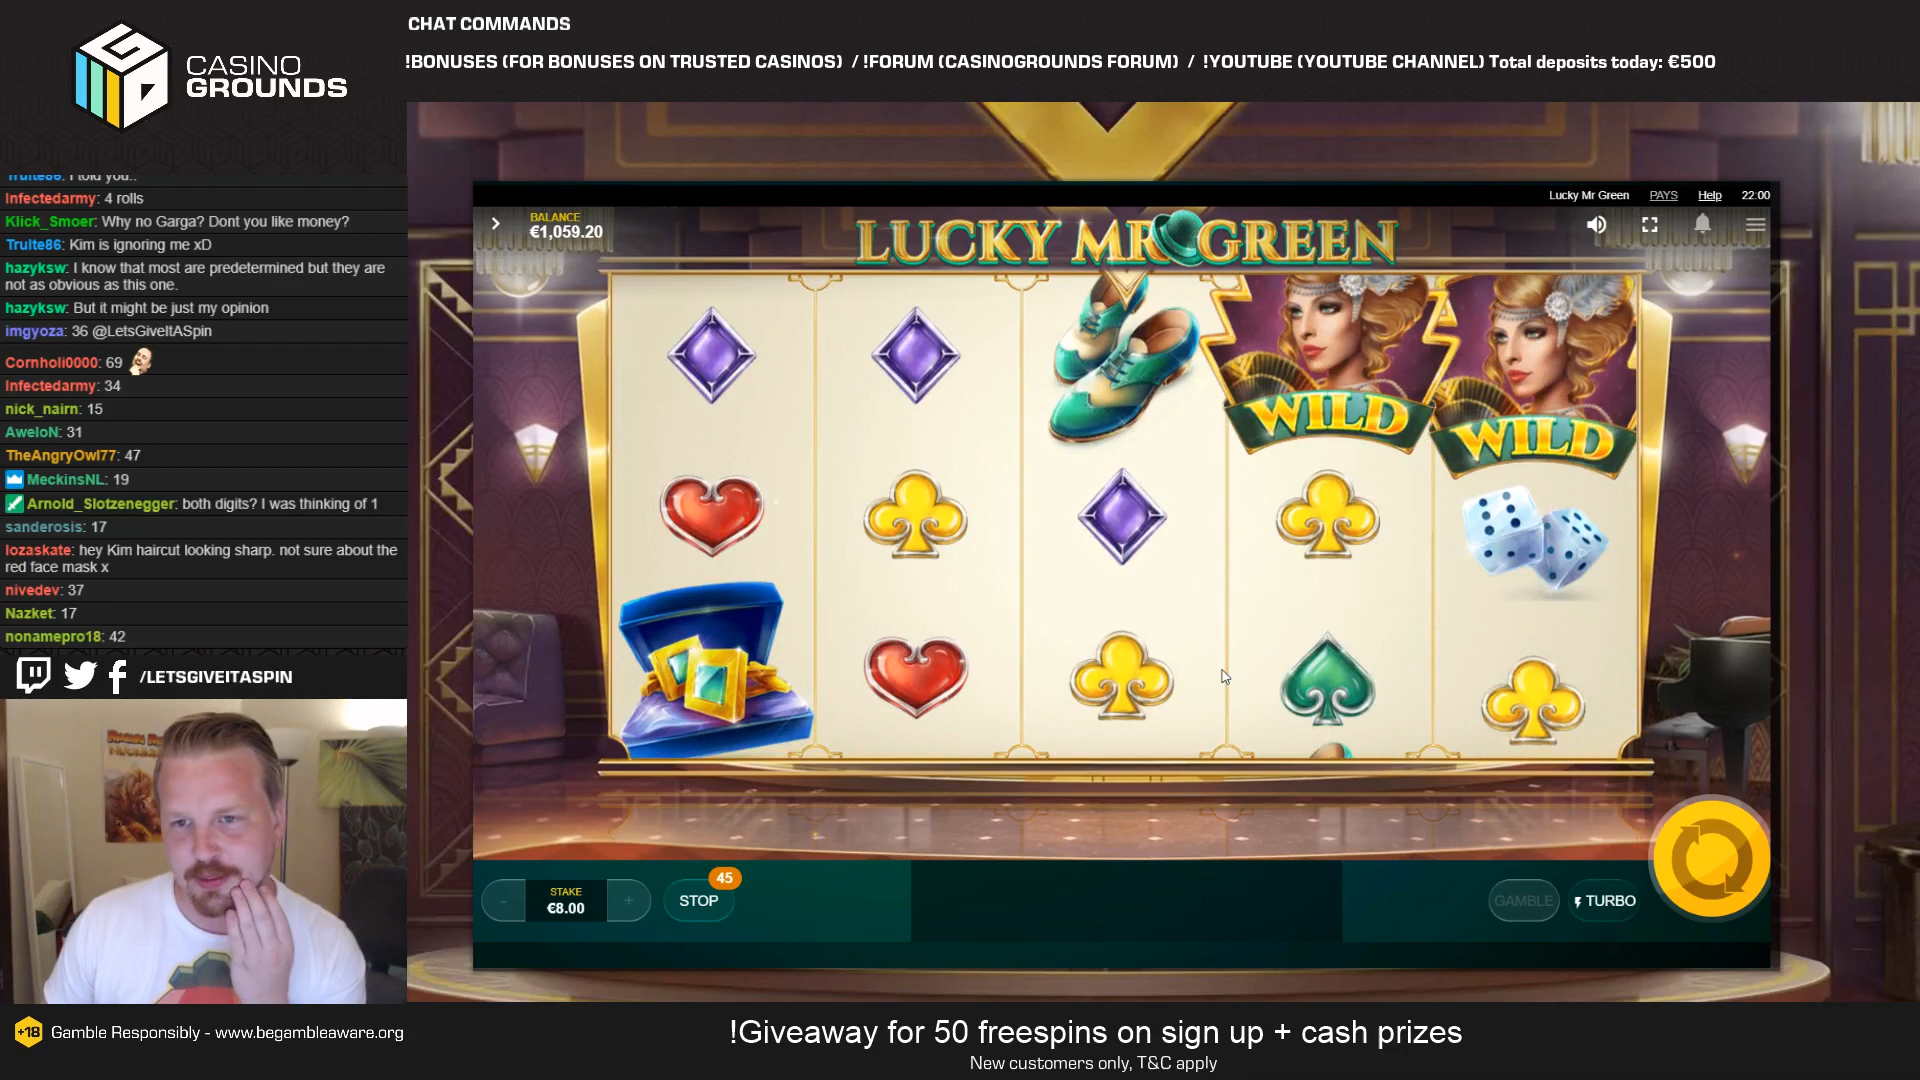 CHAT COMMANDS
!BONUSES (FOR BONUSES ON TRUSTED CASINOS) / !FORUM (CASINOGROUNDS FORUM) / !YOUTUBE (YOUTUBE CHANNEL) Total deposits today: €500
CASINO
GROUNDS
Trulte86: I told you..
Infectedarmy: 4 rolls
Klick_Smoer: Why no Garga? Dont you like money?
Trulte86: Kim is ignoring me xD
hazyksw: I know that most are predetermined but they are
not as obvious as this one.
hazyksw: But it might be just my opinion
imgyoza: 36 @LetsGiveItASpin
Cornholi0000: 69
Infectedarmy: 34
nick_nairn: 15
AweloN: 31
TheAngryOwl77: 47
MeckinsNL: 19
Arnold_Slotzenegger: both digits? I was thinking of 1
sanderosis: 17
lozaskate: hey Kim haircut looking sharp. not sure about the
red face mask x
nivedev: 37
Nazket: 17
nonamepro18: 42
/LETSGIVEITASPIN
Lucky Mr Green PAYS Help 22:00
BALANCE
€1,059.20
LUCKY MR GREEN
WILD
WILD
45
STAKE
- €8.00 +
STOP
GAMBLE
TURBO
+18 Gamble Responsibly - www.begambleaware.org
!Giveaway for 50 freespins on sign up + cash prizes
New customers only, T&C apply